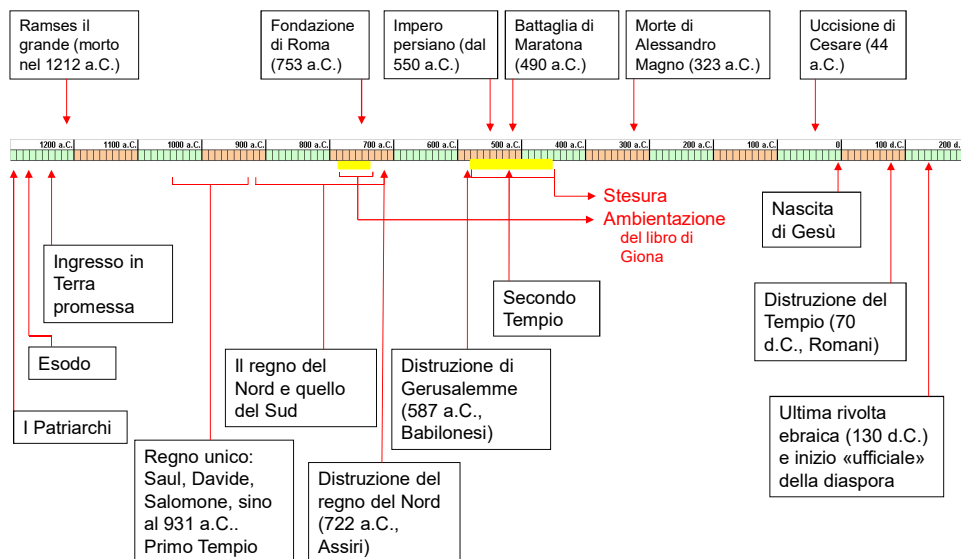 Ramses il
grande (morto
nel 1212 a.C.)
Fondazione
di Roma
(753 a.C.)
Impero
persiano (dal
550 a.C.)
Battaglia di
Maratona
(490 a.C.)
Morte di
Alessandro
Magno (323 a.C.)
Uccisione di
Cesare (44
a.C.)
1200 a.C. 1100 a.C. 1000 a.C. 900 a.C. 800 a.C. 700 a.C. 600 a.C. 500 a.C. 400 a.C. 300 a.C. 200 a.C. 100 a.C. 0 100 d.C. 200 d.
Stesura
Ambientazione
del libro di
Giona
Nascita
di Gesù
Ingresso in
Terra
promessa
Secondo
Tempio
Distruzione del
Tempio (70
d.C., Romani)
Esodo
Il regno del
Nord e quello
del Sud
Distruzione di
Gerusalemme
(587 a.C.,
Babilonesi)
I Patriarchi
Ultima rivolta
ebraica (130 d.C.)
e inizio «ufficiale»
della diaspora
Regno unico:
Saul, Davide,
Salomone, sino
al 931 a.C..
Primo Tempio
Distruzione del
regno del Nord
(722 a.C.,
Assiri)